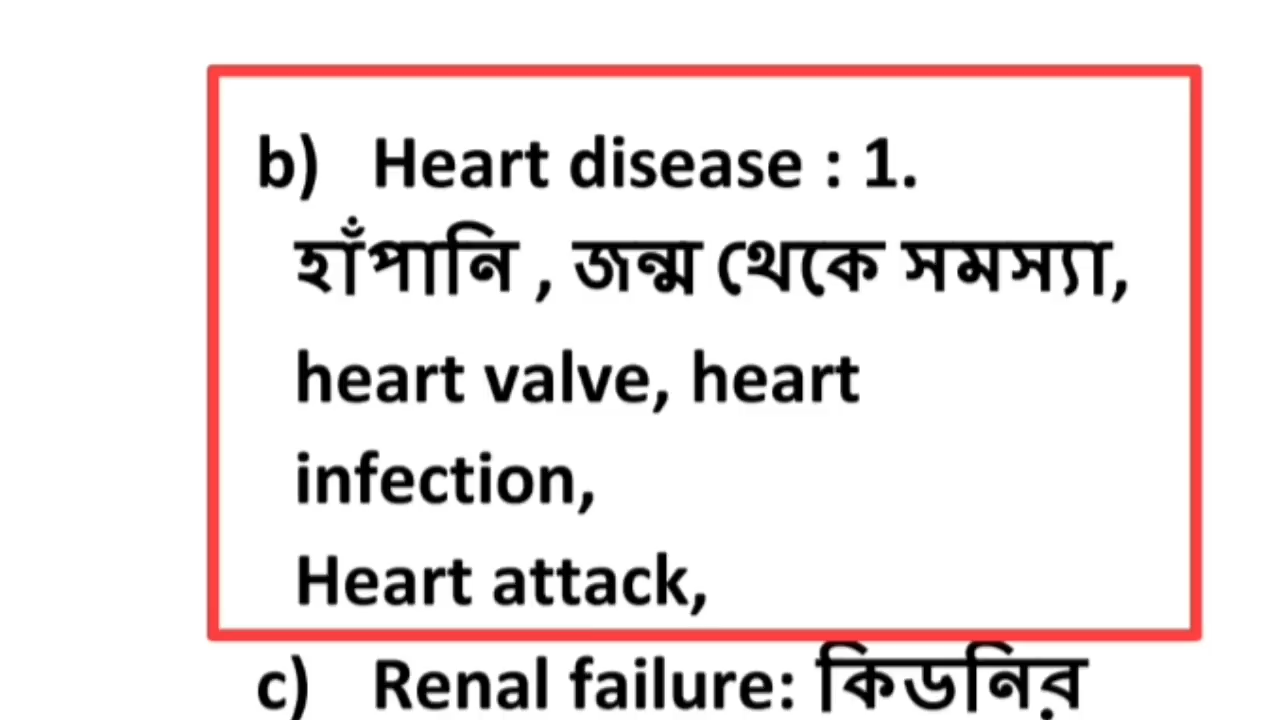 b) Heart disease : 1.
হাঁপানি , জন্ম থেকে সমস্যা,
heart valve, heart
infection,
Heart attack,
c) Renal failure: কিডনির